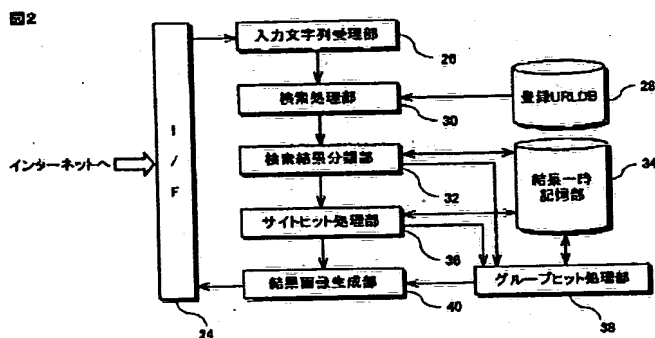 図2
入力文字列受理部
26
検索処理部
30
登録URLDB
28
I/F
インターネットへ
検索結果分類部
32
結果一時
記憶部
34
サイトヒット処理部
36
結果画像生成部
40
グループヒット処理部
38
24